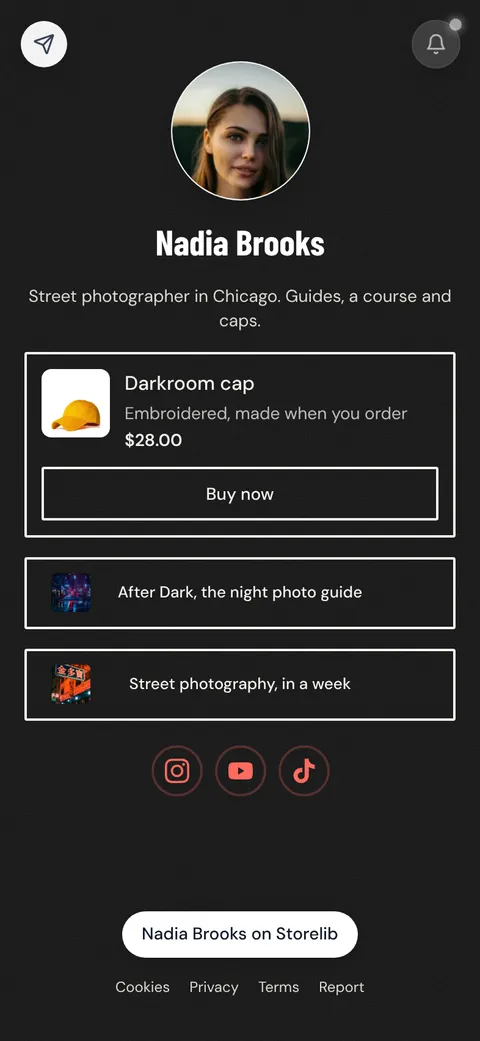 Nadia Brooks
Street photographer in Chicago. Guides, a course and
caps.
Darkroom cap
Embroidered, made when you order
$28.00
Buy now
After Dark, the night photo guide
Street photography, in a week
Nadia Brooks on Storelib
Cookies Privacy Terms Report